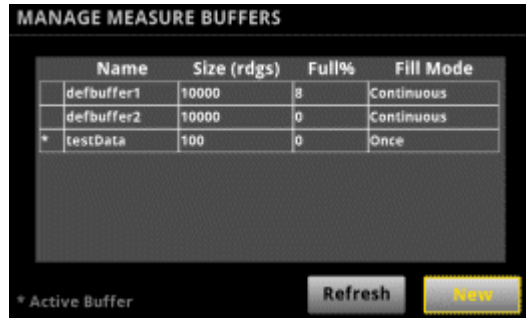 MANAGE MEASURE BUFFERS
Name Size (rdgs) Full% Fill Mode
defbuffer1 10000 8 Continuous
defbuffer2 10000 0 Continuous
* testData 100 0 Once
Refresh New
* Active Buffer